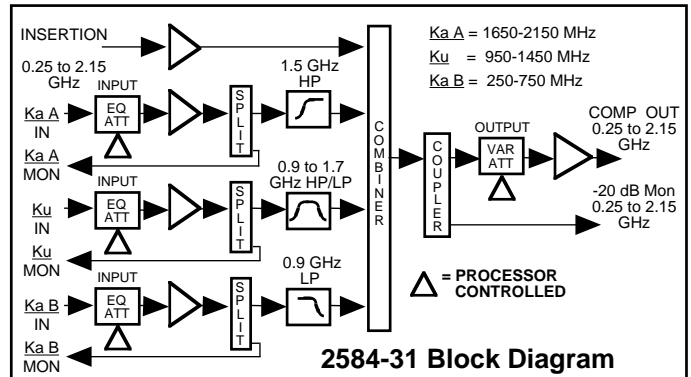 INSERTION
0.25 to 2.15
GHz
Ka A = 1650-2150 MHz
Ku = 950-1450 MHz
Ka B = 250-750 MHz
INPUT
Ka A
IN
EQ
ATT
SPLIT
1.5 GHz
HP
Ka A
MON
INPUT
Ku
IN
EQ
ATT
SPLIT
0.9 to 1.7
GHz HP/LP
Ku
MON
INPUT
Ka B
IN
EQ
ATT
SPLIT
0.9 GHz
LP
Ka B
MON
COMBINER
COUPLER
OUTPUT
VAR
ATT
COMP OUT
0.25 to 2.15
GHz
-20 dB Mon
0.25 to 2.15
GHz
= PROCESSOR
CONTROLLED
2584-31 Block Diagram